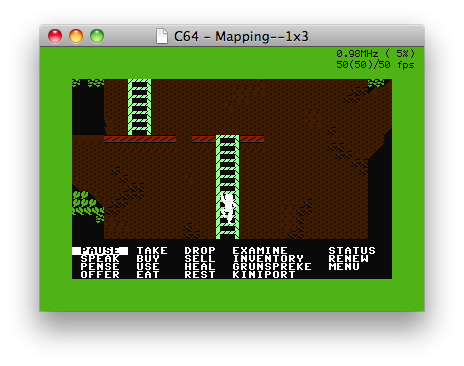 C64 - Mapping--1x3
0.98MHz ( 5%)
50(50)/50 fps
PAUSE TAKE DROP EXAMINE STATUS
SPEAK BUY SELL INVENTORY RENEW
PENSE USE HEAL GRUNSPREKE MENU
OFFER EAT REST KINIPORT